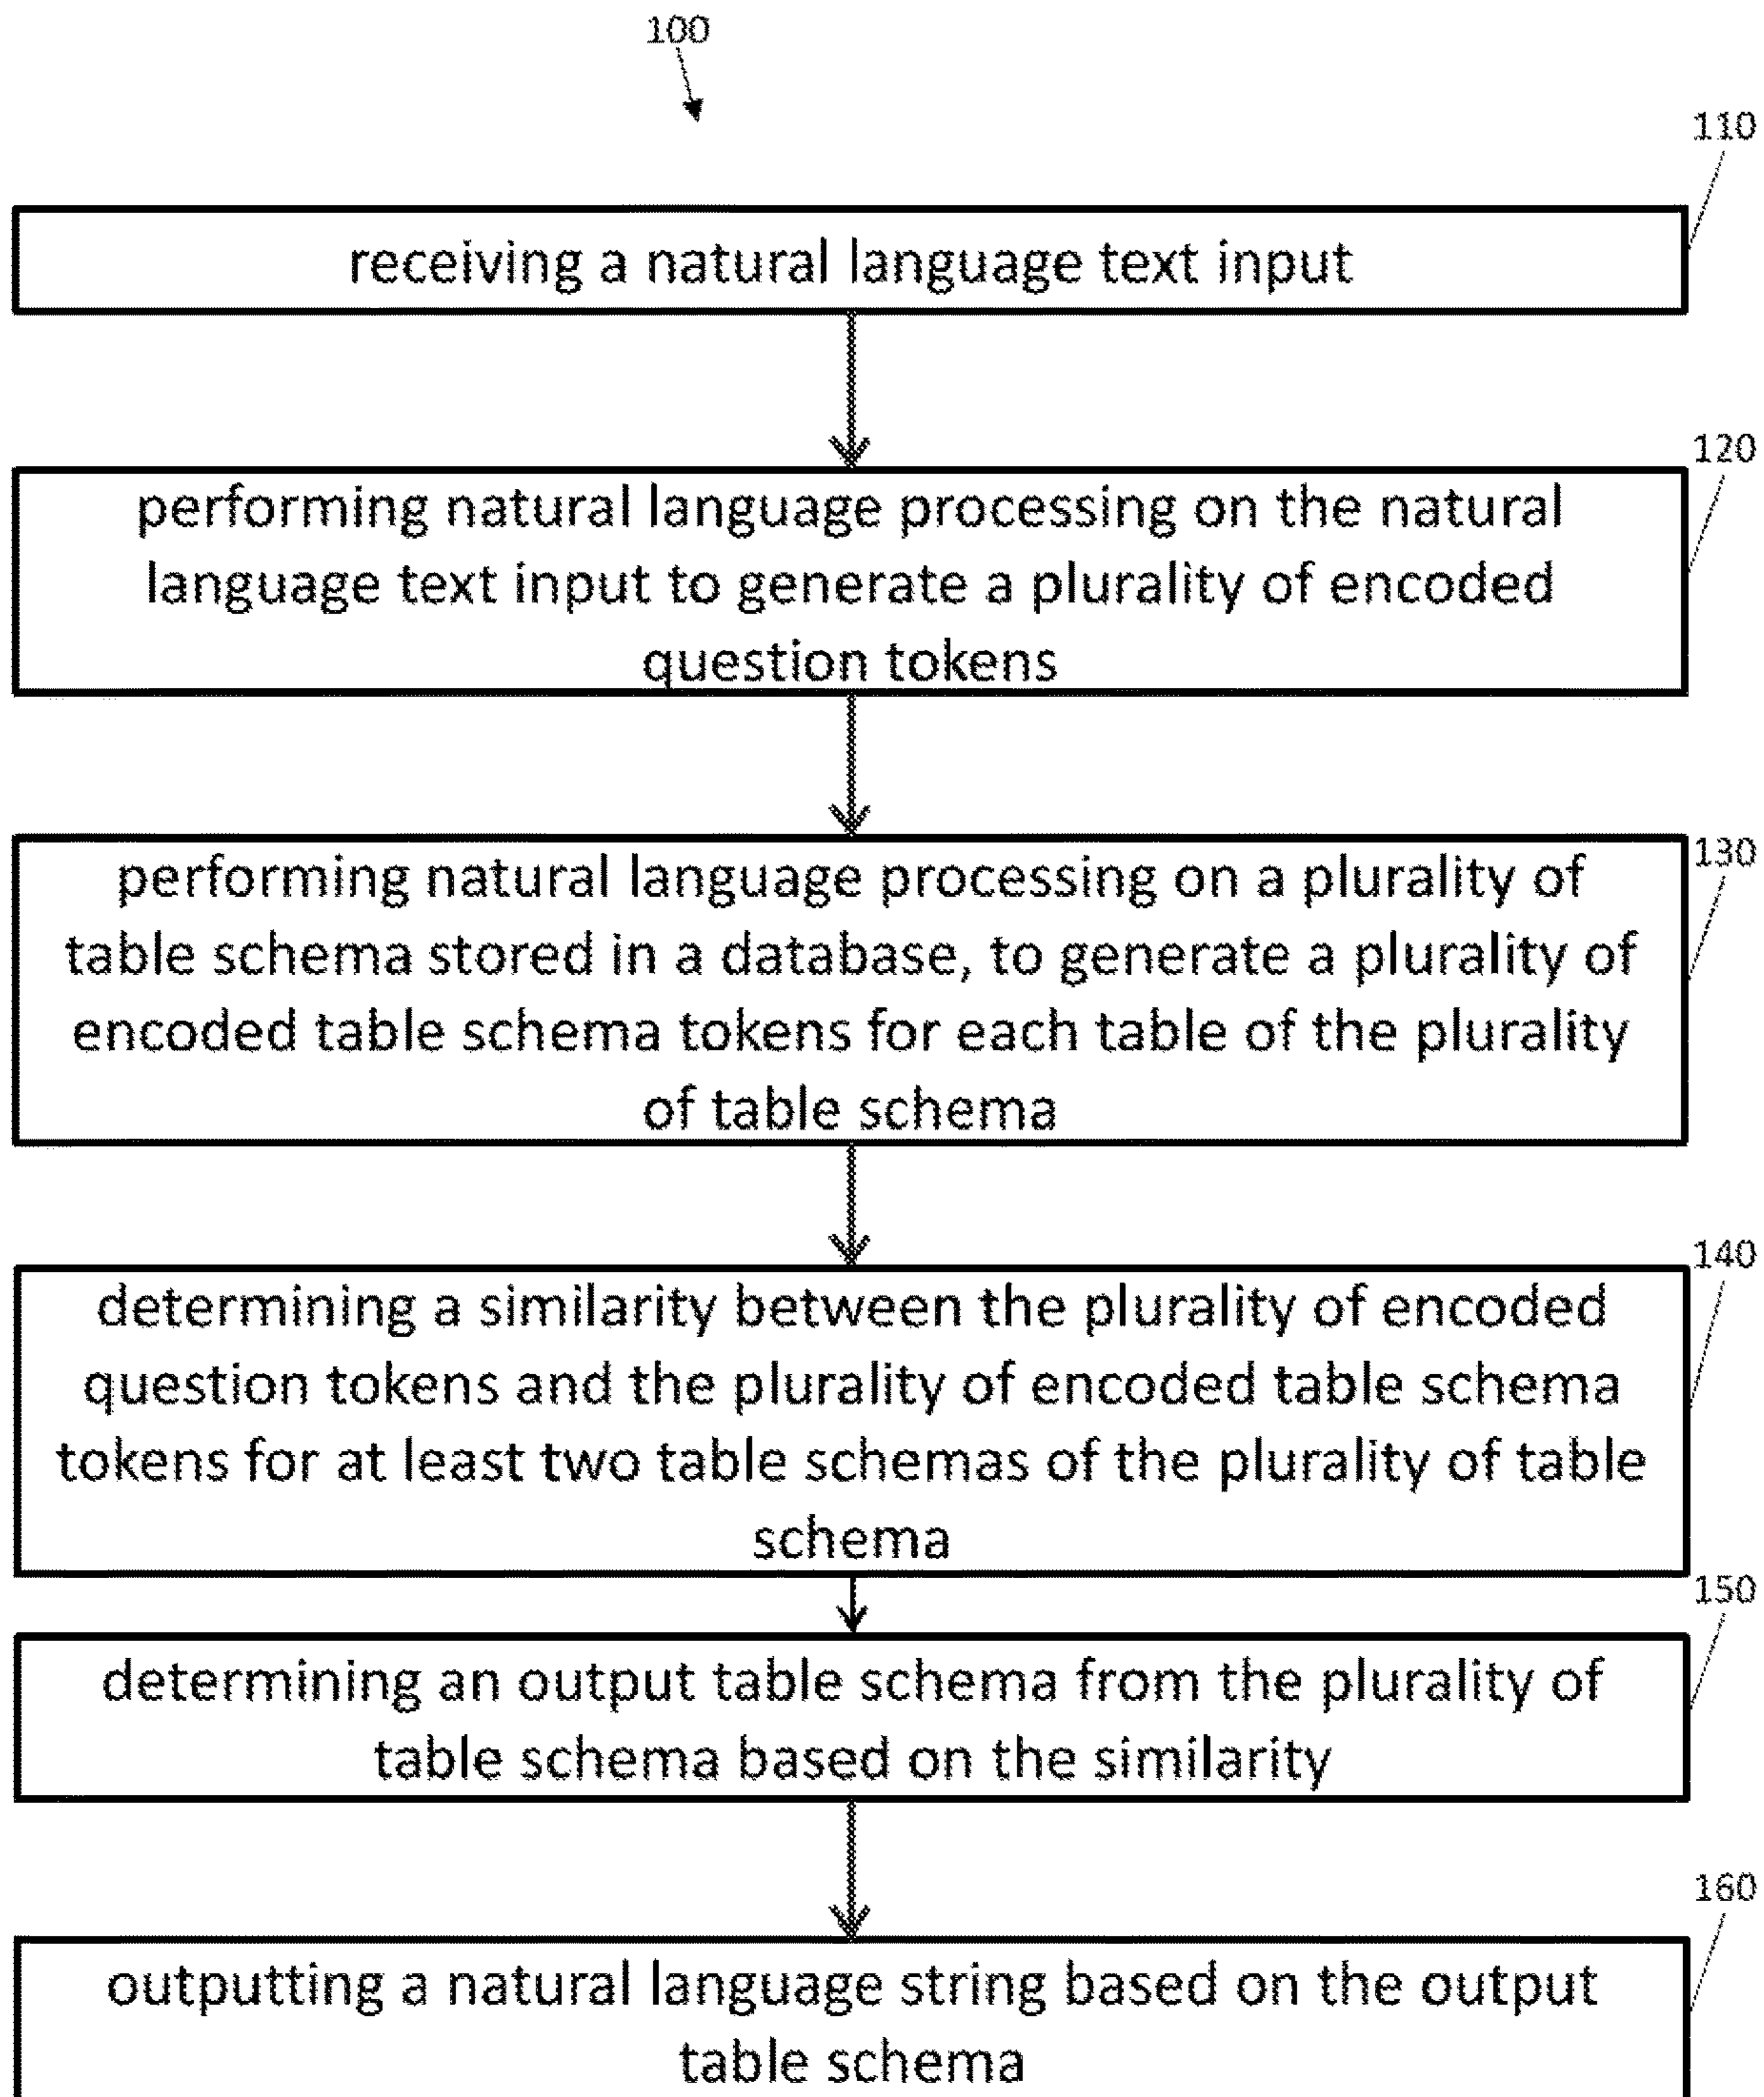 100
110
receiving a natural language text input
120
performing natural language processing on the natural
language text input to generate a plurality of encoded
question tokens
130
performing natural language processing on a plurality of
table schema stored in a database, to generate a plurality of
encoded table schema tokens for each table of the plurality
of table schema
140
determining a similarity between the plurality of encoded
question tokens and the plurality of encoded table schema
tokens for at least two table schemas of the plurality of table
schema
150
determining an output table schema from the plurality of
table schema based on the similarity
160
outputting a natural language string based on the output
table schema